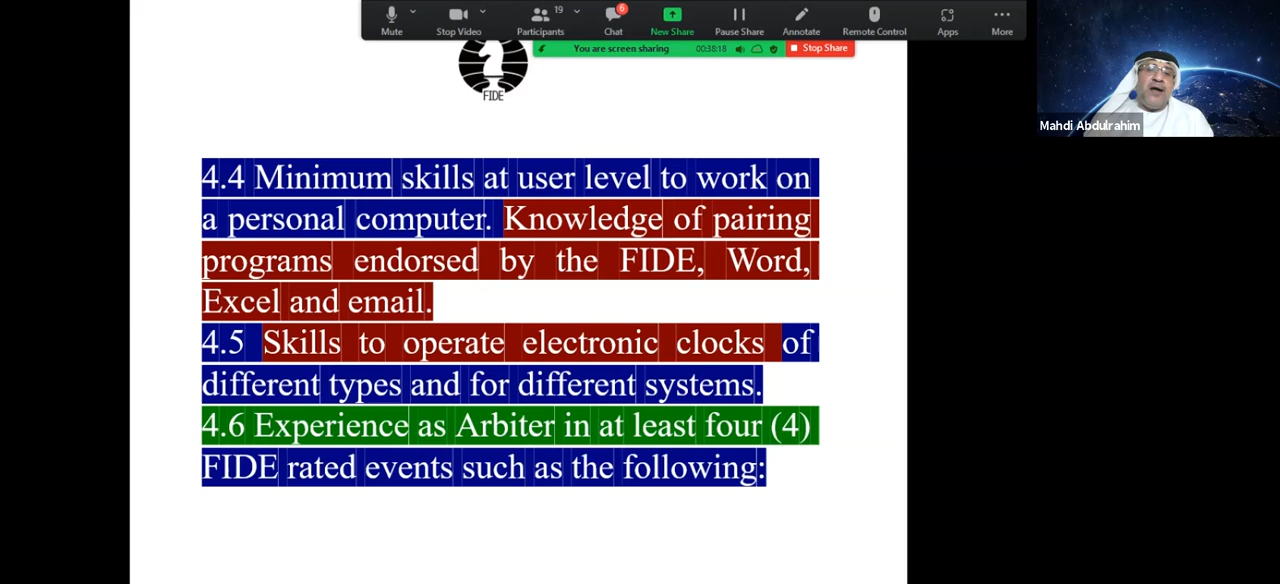 19
6
Mute
Stop Video
Participants
Chat
New Share
Pause Share
Annotate
Remote Control
Apps
More
You are screen sharing
00:38:18
Stop Share
FIDE
Mahdi Abdulrahim
4.4 Minimum skills at user level to work on
a personal computer. Knowledge of pairing
programs endorsed by the FIDE, Word,
Excel and email.
4.5 Skills to operate electronic clocks of
different types and for different systems.
4.6 Experience as Arbiter in at least four (4)
FIDE rated events such as the following: